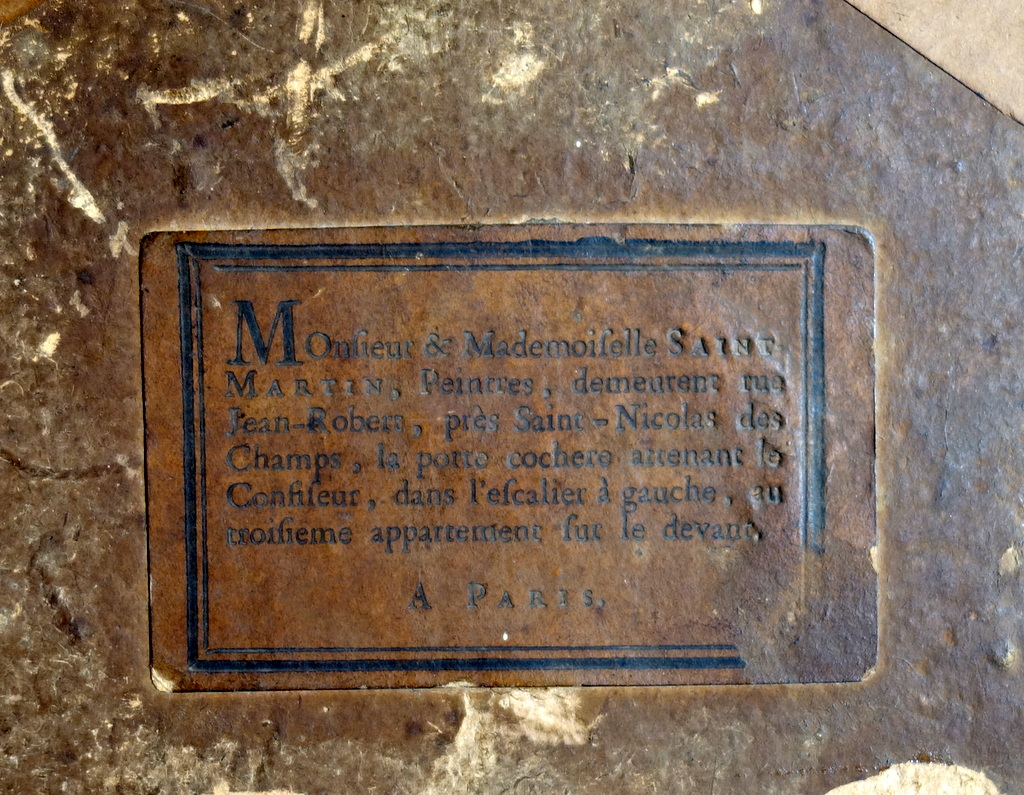 Monſieur & Mademoiſelle SAINT-
MARTIN, Peintres, demeurent rue
Jean-Robert, près Saint-Nicolas des
Champs, la porte cochere attenant le
Confiſeur, dans l'eſcalier à gauche, au
troiſieme appartement ſur le devant.
A PARIS.